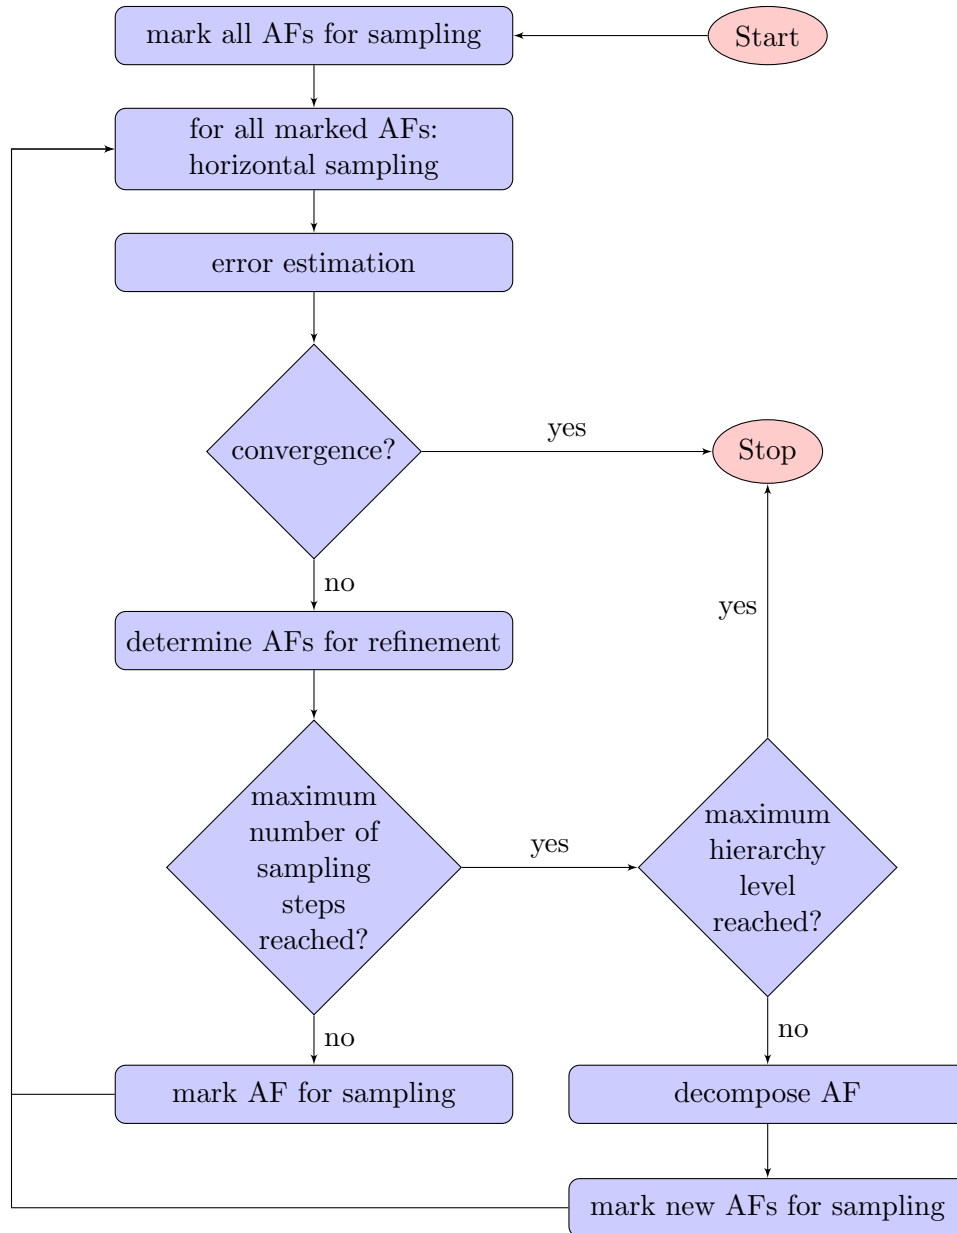 mark all AFs for sampling
Start
for all marked AFs:
horizontal sampling
error estimation
convergence?
yes
Stop
no
determine AFs for refinement
yes
maximum
number of
sampling
steps
reached?
yes
maximum
hierarchy
level
reached?
no
no
mark AF for sampling
decompose AF
mark new AFs for sampling